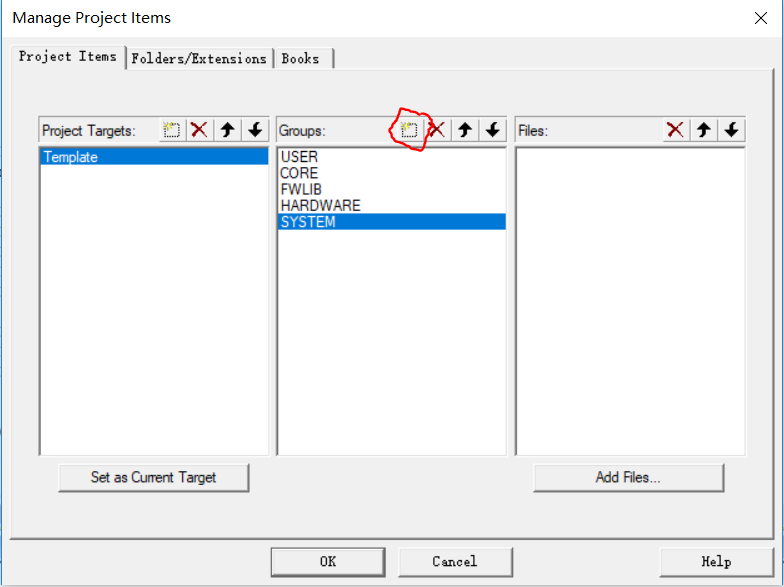 Manage Project Items
Project Items Folders/Extensions Books
Project Targets: Groups: Files:
Template
USER
CORE
FWLIB
HARDWARE
SYSTEM
Set as Current Target Add Files...
OK Cancel Help